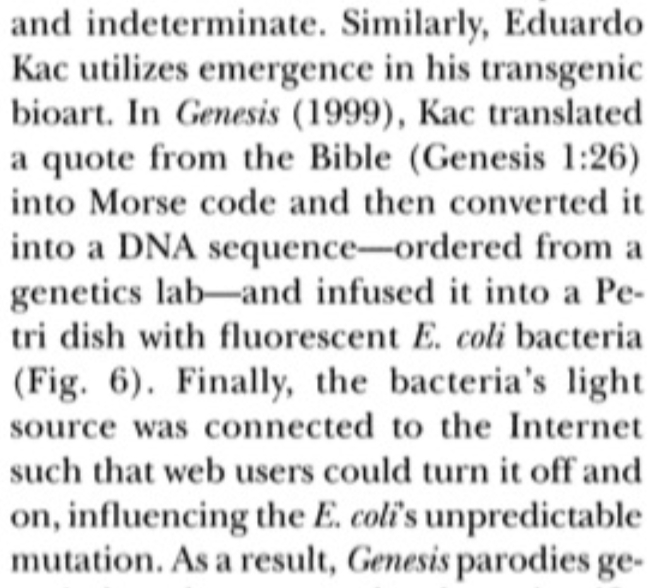 and indeterminate. Similarly, Eduardo
Kac utilizes emergence in his transgenic
bioart. In Genesis (1999), Kac translated
a quote from the Bible (Genesis 1:26)
into Morse code and then converted it
into a DNA sequence—ordered from a
genetics lab—and infused it into a Pe-
tri dish with fluorescent E. coli bacteria
(Fig. 6). Finally, the bacteria's light
source was connected to the Internet
such that web users could turn it off and
on, influencing the E. coli's unpredictable
mutation. As a result, Genesis parodies ge-